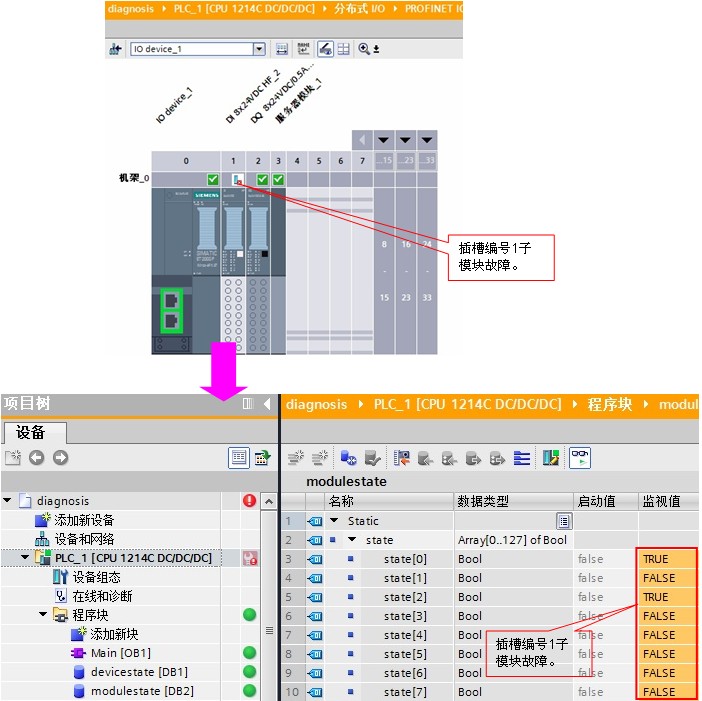 diagnosis ▸ PLC_1 [CPU 1214C DC/DC/DC] ▸ 分布式 I/O ▸ PROFINET IO
IO device_1
IO device_1
DI 8x24VDC HF_2
DQ 8x24VDC/0.5A...
服务器模块_1
0 1 2 3 4 5 6 7 ...15 ...23 ...33
机架_0
SIEMENS
8 16 24
- - -
15 23 33
插槽编号1子
模块故障。
项目树
设备
diagnosis
添加新设备
设备和网络
PLC_1 [CPU 1214C DC/DC/DC]
设备组态
在线和诊断
程序块
添加新块
Main [OB1]
devicestate [DB1]
modulestate [DB2]
diagnosis ▸ PLC_1 [CPU 1214C DC/DC/DC] ▸ 程序块 ▸ modul
modulestate
名称 数据类型 启动值 监视值
1 Static
2 state Array[0..127] of Bool
3 state[0] Bool false TRUE
4 state[1] Bool false FALSE
5 state[2] Bool false TRUE
6 state[3] Bool false FALSE
7 state[4] Bool FALSE
8 state[5] Bool FALSE
9 state[6] Bool FALSE
10 state[7] Bool false FALSE
插槽编号1子
模块故障。